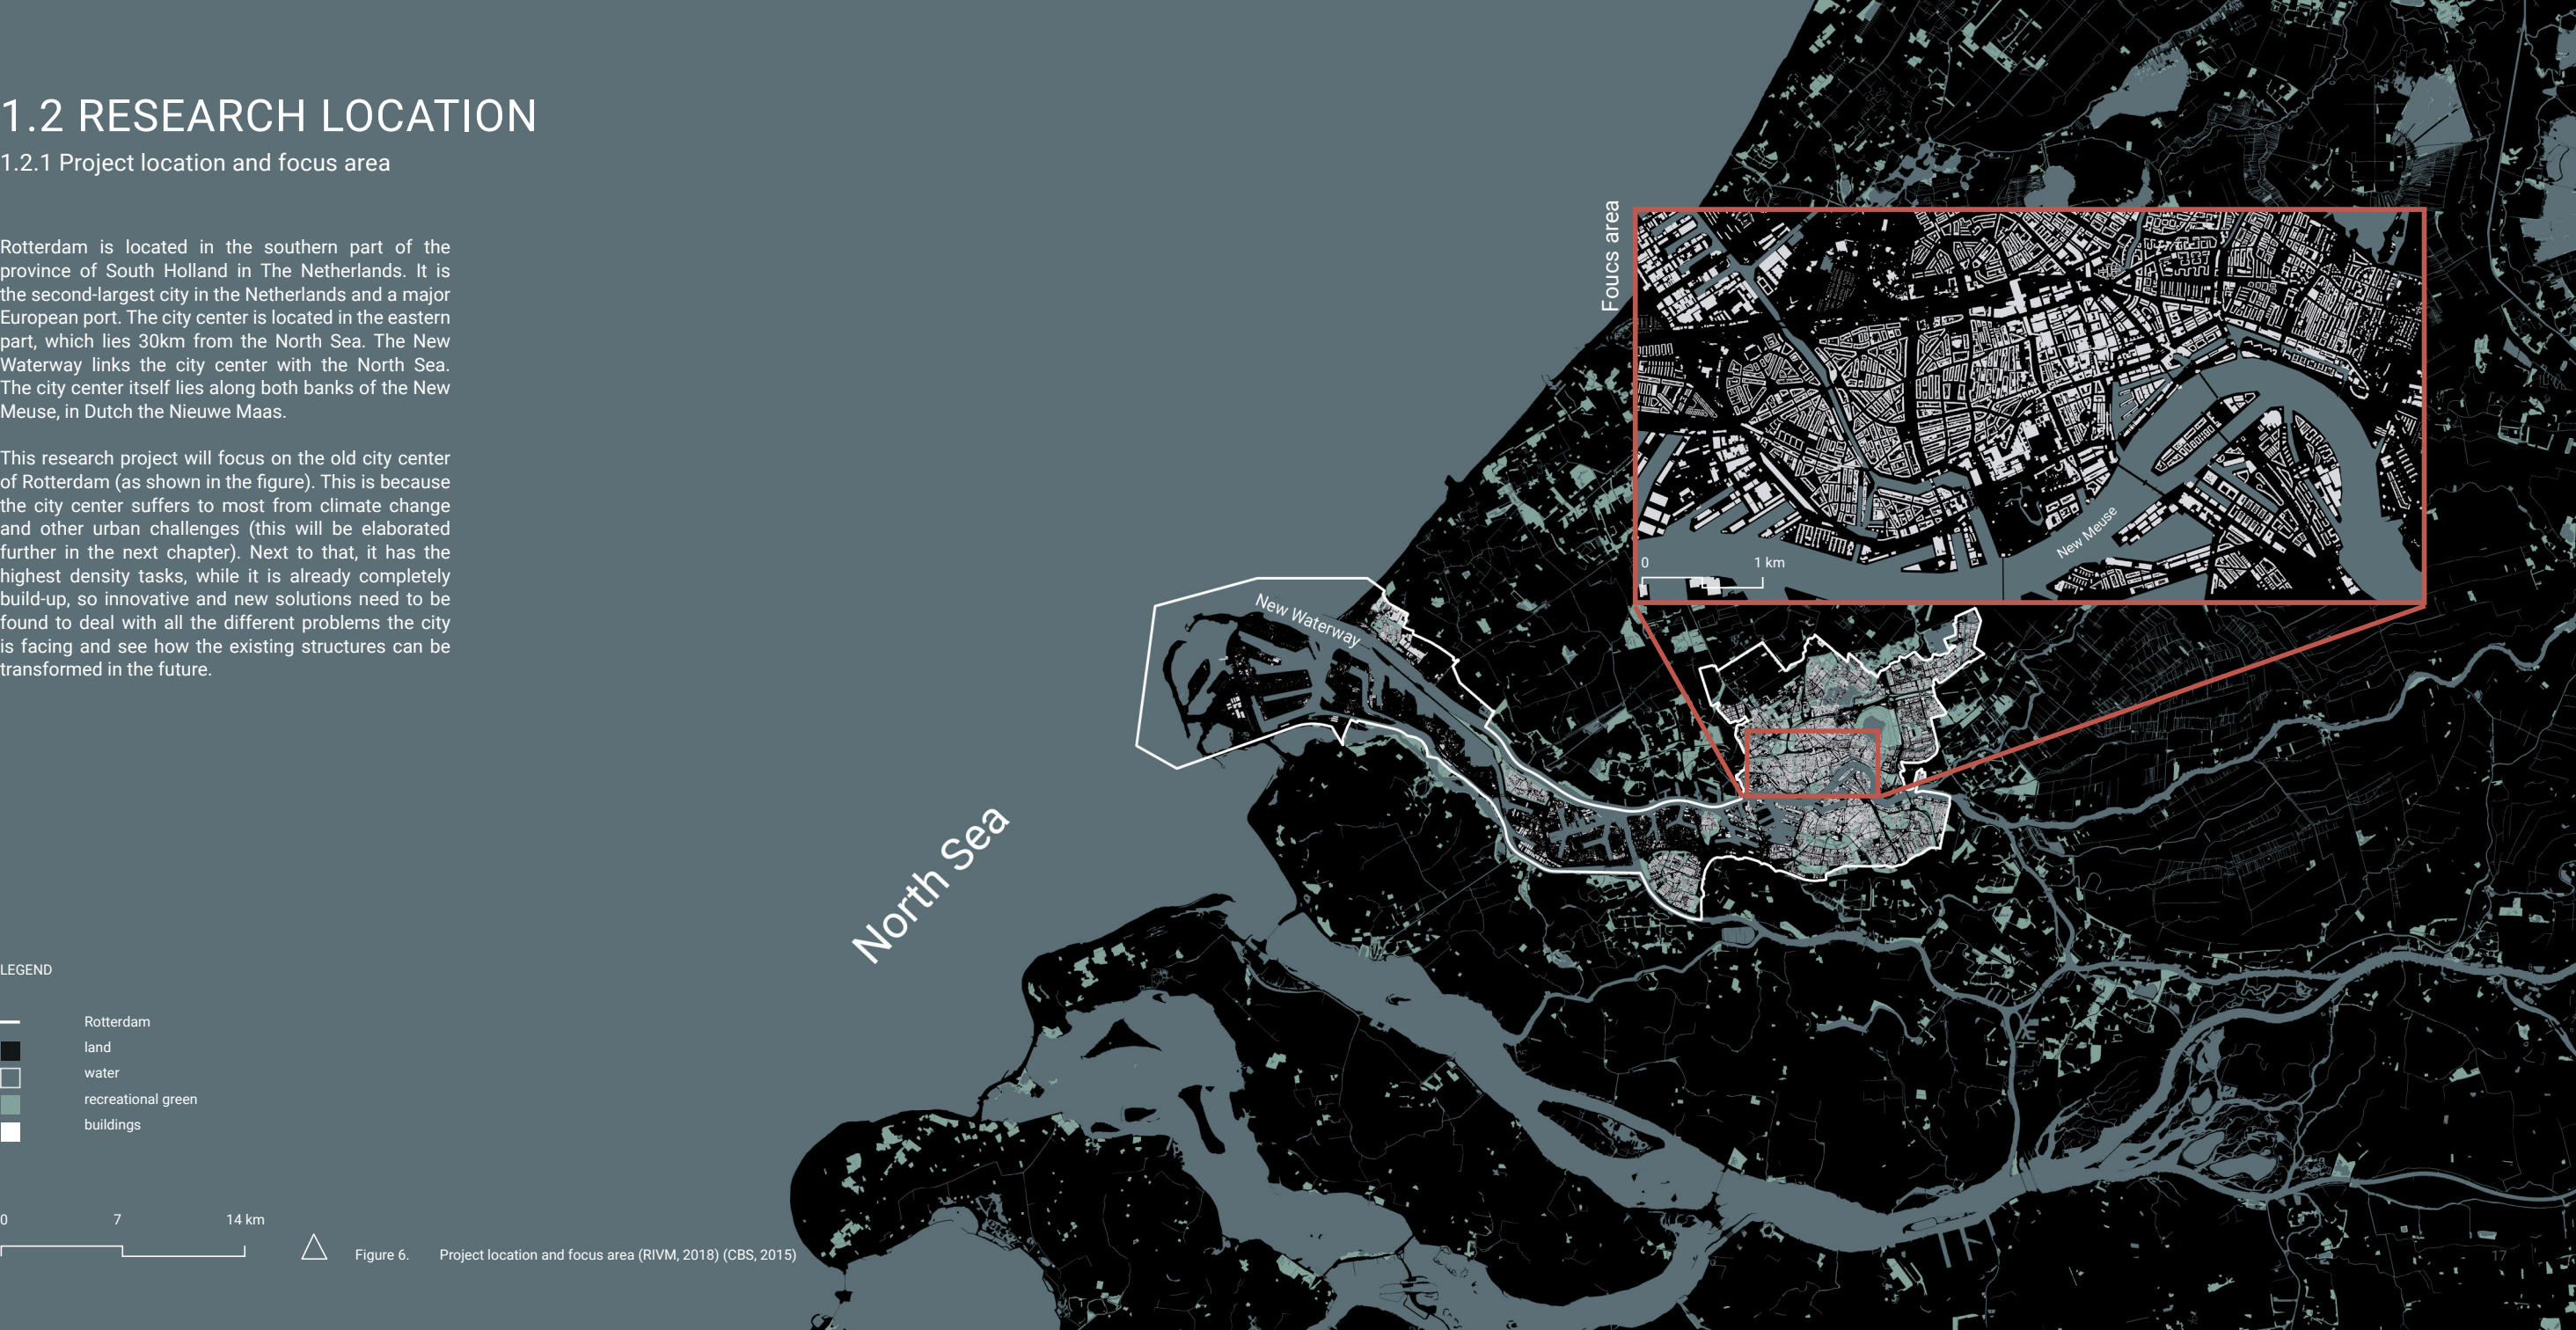 1.2 RESEARCH LOCATION
1.2.1 Project location and focus area
Rotterdam is located in the southern part of the
province of South Holland in The Netherlands. It is
the second-largest city in the Netherlands and a major
European port. The city center is located in the eastern
part, which lies 30km from the North Sea. The New
Waterway links the city center with the North Sea.
The city center itself lies along both banks of the New
Meuse, in Dutch the Nieuwe Maas.
This research project will focus on the old city center
of Rotterdam (as shown in the figure). This is because
the city center suffers to most from climate change
and other urban challenges (this will be elaborated
further in the next chapter). Next to that, it has the
highest density tasks, while it is already completely
build-up, so innovative and new solutions need to be
found to deal with all the different problems the city
is facing and see how the existing structures can be
transformed in the future.
LEGEND
Rotterdam
land
water
recreational green
buildings
0 7 14 km
Figure 6. Project location and focus area (RIVM, 2018) (CBS, 2015)
North Sea
New Waterway
Foucs area
New Meuse
0 1 km
17